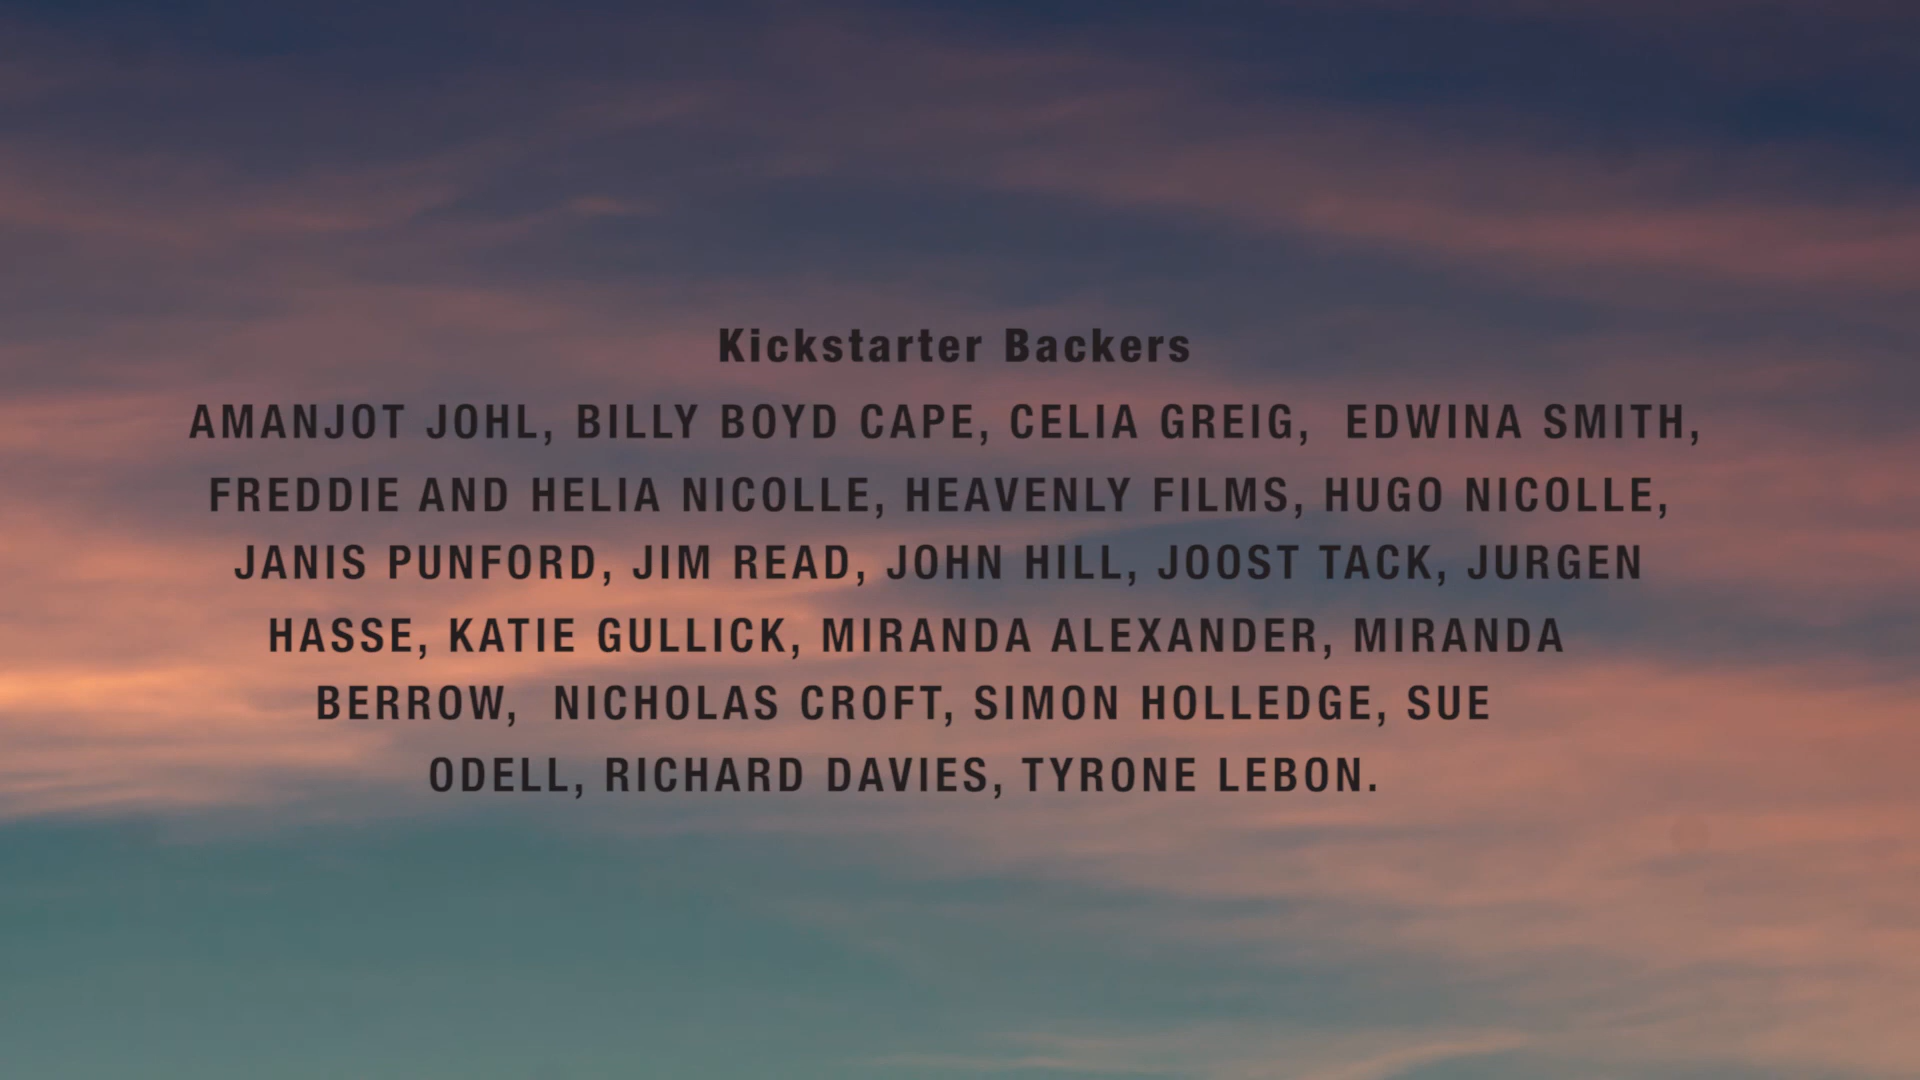 Kickstarter Backers
AMANJOT JOHL, BILLY BOYD CAPE, CELIA GREIG,  EDWINA SMITH,
FREDDIE AND HELIA NICOLLE, HEAVENLY FILMS, HUGO NICOLLE,
JANIS PUNFORD, JIM READ, JOHN HILL, JOOST TACK, JURGEN
HASSE, KATIE GULLICK, MIRANDA ALEXANDER, MIRANDA
BERROW,  NICHOLAS CROFT, SIMON HOLLEDGE, SUE
ODELL, RICHARD DAVIES, TYRONE LEBON.